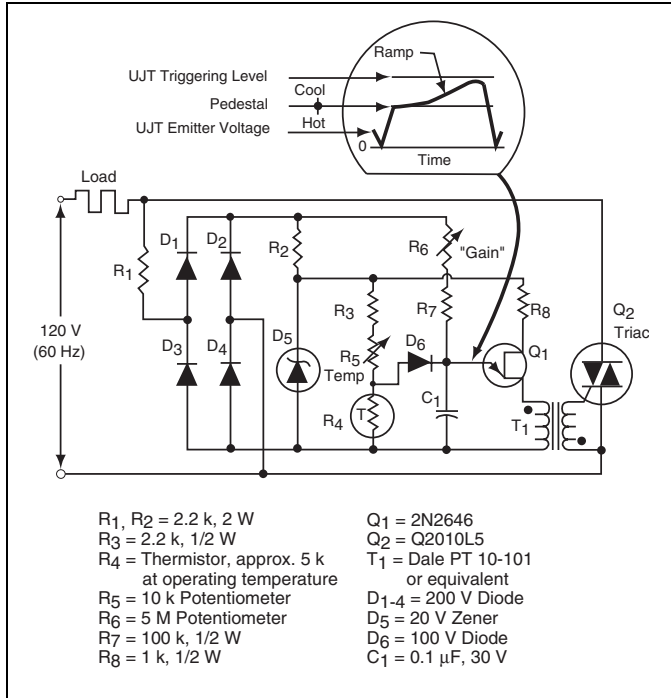 Ramp
UJT Triggering Level
Cool
Pedestal
Hot
UJT Emitter Voltage
0
Time
Load
D1
D2
R1
R2
R6
"Gain"
R3
R7
R8
Q2
Triac
120 V
(60 Hz)
D3
D4
D5
R5
Temp
D6
Q1
C1
T
R4
T1
R1, R2 = 2.2 k, 2 W
R3 = 2.2 k, 1/2 W
R4 = Thermistor, approx. 5 k
at operating temperature
R5 = 10 k Potentiometer
R6 = 5 M Potentiometer
R7 = 100 k, 1/2 W
R8 = 1 k, 1/2 W
Q1 = 2N2646
Q2 = Q2010L5
T1 = Dale PT 10-101
or equivalent
D1-4 = 200 V Diode
D5 = 20 V Zener
D6 = 100 V Diode
C1 = 0.1 μF, 30 V